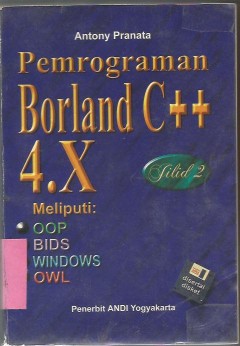 Antony Pranata
Pemrograman
Borland C++
4.X
Jilid 2
Meliputi:
OOP
BIDS
WINDOWS
OWL
disertai
disket
Penerbit ANDI Yogyakarta